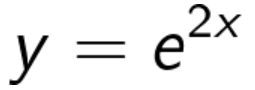 y = e^{2x}